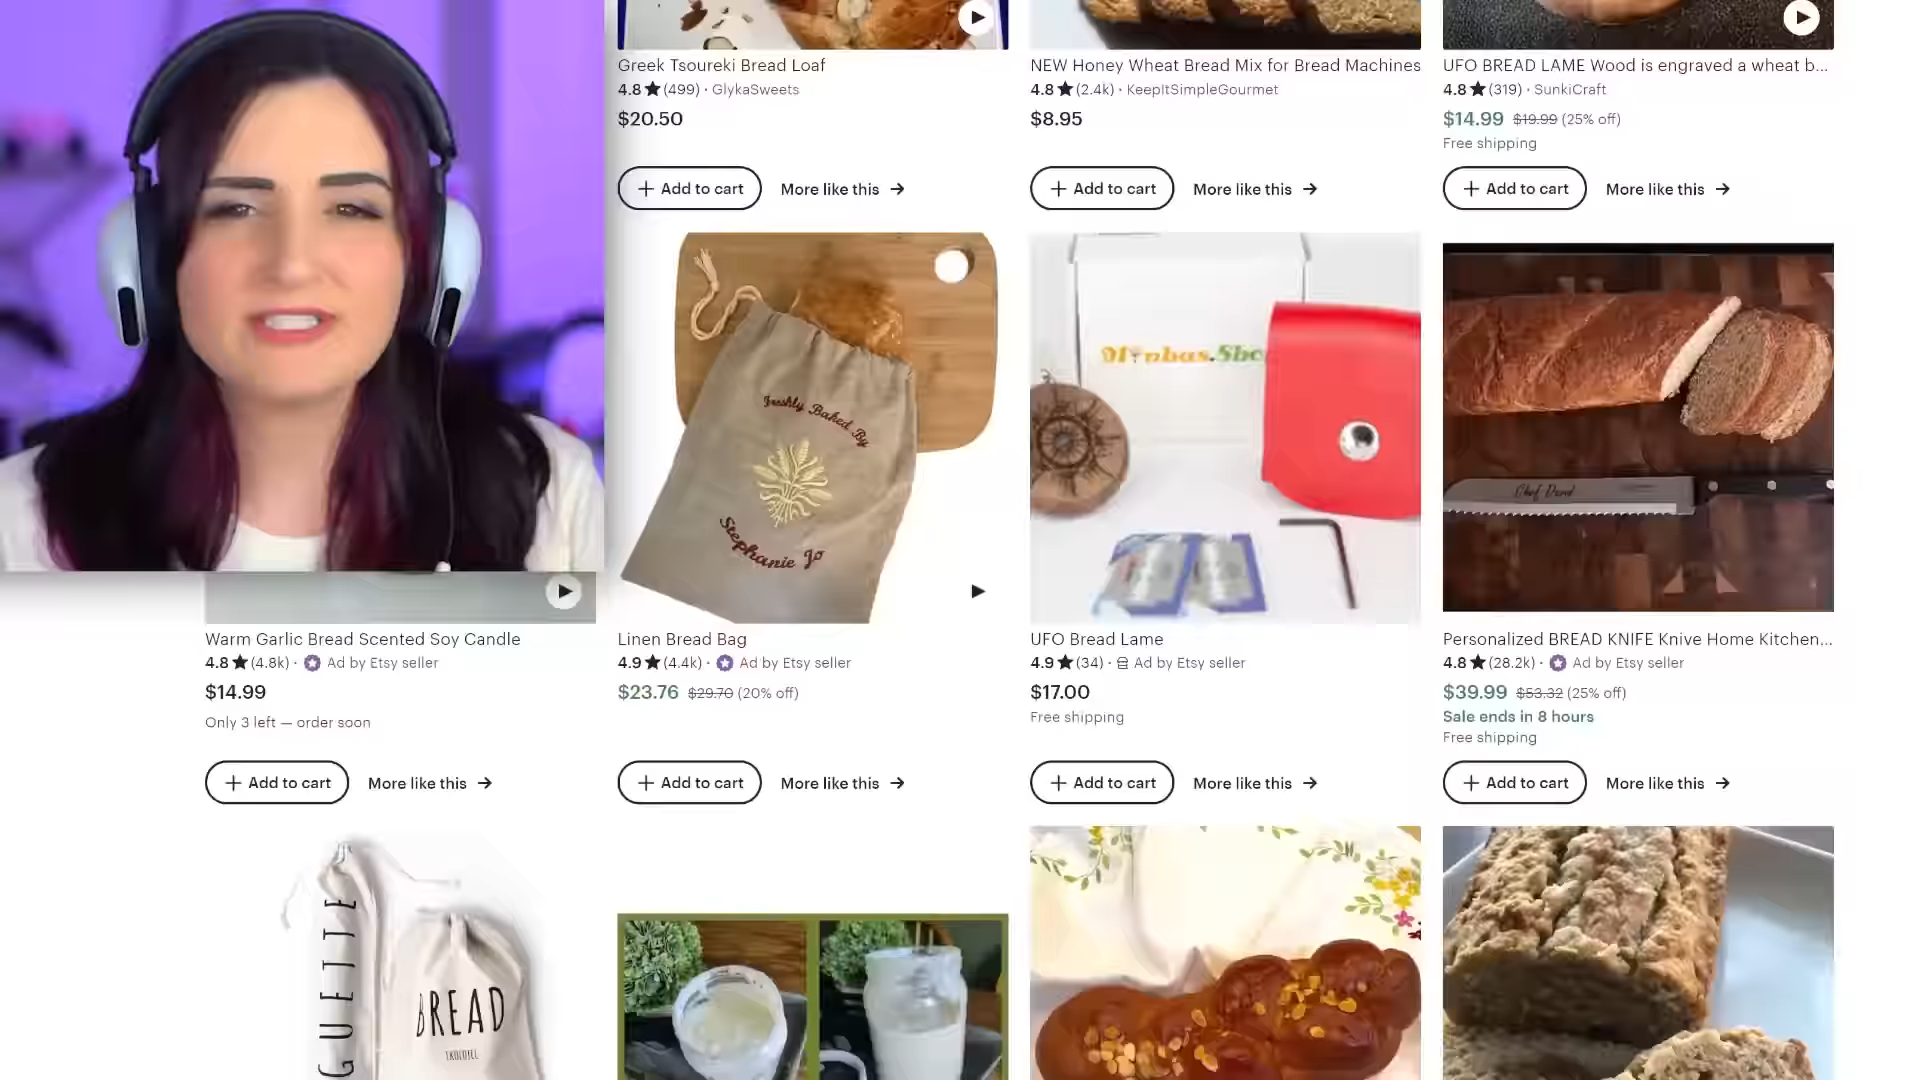 Greek Tsoureki Bread Loaf
4.8 ★ (499) · GlykaSweets
$20.50
+ Add to cart More like this →
NEW Honey Wheat Bread Mix for Bread Machines
4.8 ★ (2.4k) · KeepItSimpleGourmet
$8.95
+ Add to cart More like this →
UFO BREAD LAME Wood is engraved a wheat b...
4.8 ★ (319) · SunkiCraft
$14.99 $19.99 (25% off)
Free shipping
+ Add to cart More like this →
Freshly Baked By
Stephanie Jo
Chef David
Warm Garlic Bread Scented Soy Candle
4.8 ★ (4.8k) · Ad by Etsy seller
$14.99
Only 3 left — order soon
+ Add to cart More like this →
Linen Bread Bag
4.9 ★ (4.4k) · Ad by Etsy seller
$23.76 $29.70 (20% off)
+ Add to cart More like this →
UFO Bread Lame
4.9 ★ (34) · Ad by Etsy seller
$17.00
Free shipping
+ Add to cart More like this →
Personalized BREAD KNIFE Knive Home Kitchen...
4.8 ★ (28.2k) · Ad by Etsy seller
$39.99 $53.32 (25% off)
Sale ends in 8 hours
Free shipping
+ Add to cart More like this →
GUETTE
BREAD